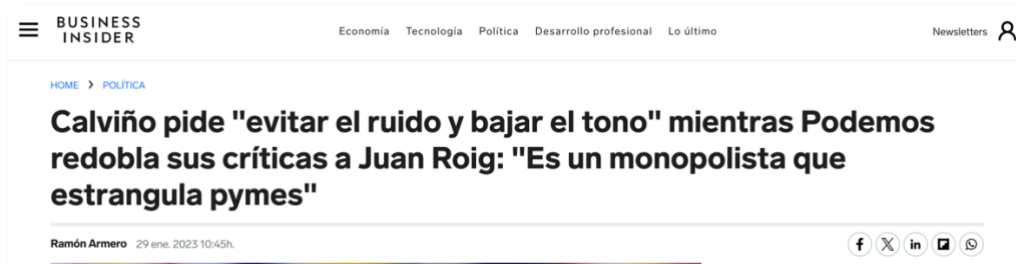 BUSINESS
INSIDER
Economía Tecnología Política Desarrollo profesional Lo último
Newsletters
HOME > POLÍTICA
Calviño pide "evitar el ruido y bajar el tono" mientras Podemos
redobla sus críticas a Juan Roig: "Es un monopolista que
estrangula pymes"
Ramón Armero 29 ene. 2023 10:45h.